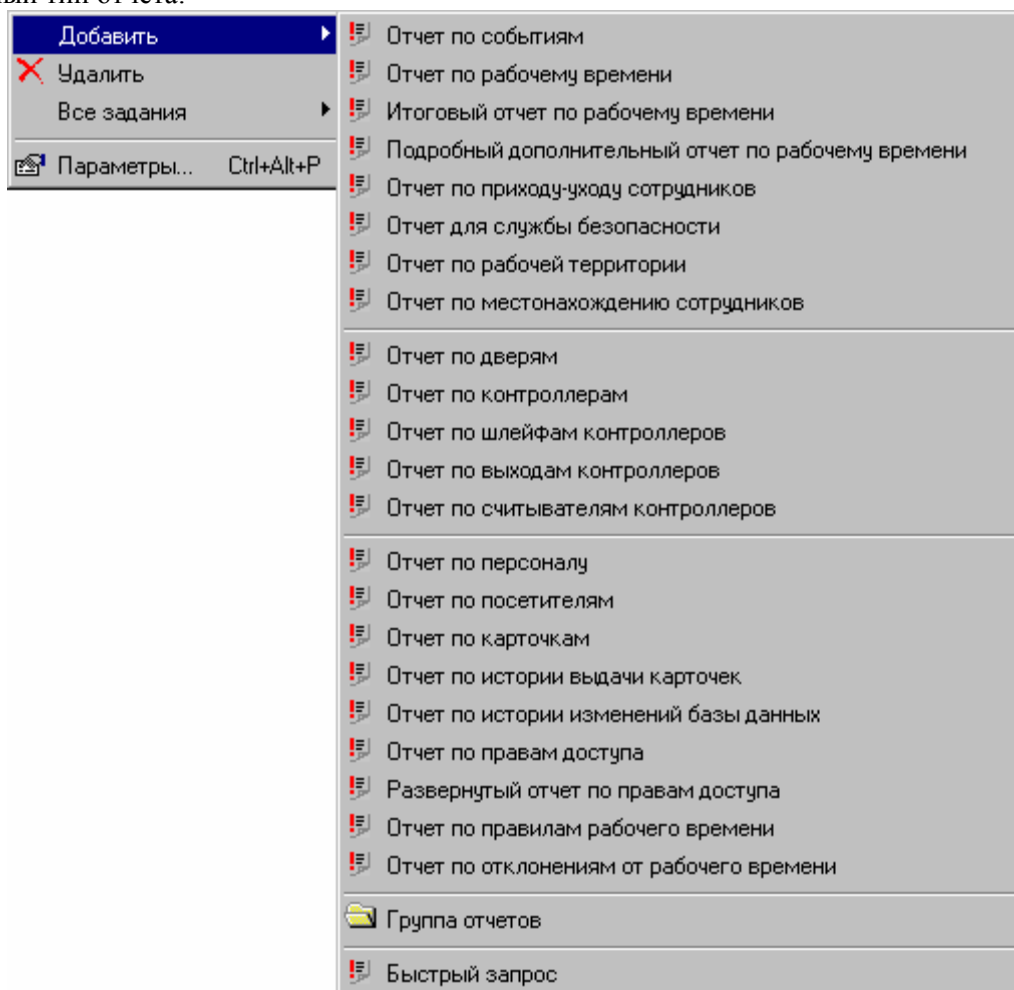 тип отчета.
Добавить
Удалить
Все задания
Параметры... Ctrl+Alt+P
Отчет по событиям
Отчет по рабочему времени
Итоговый отчет по рабочему времени
Подробный дополнительный отчет по рабочему времени
Отчет по приходу-уходу сотрудников
Отчет для службы безопасности
Отчет по рабочей территории
Отчет по местонахождению сотрудников
Отчет по дверям
Отчет по контроллерам
Отчет по шлейфам контроллеров
Отчет по выходам контроллеров
Отчет по считывателям контроллеров
Отчет по персоналу
Отчет по посетителям
Отчет по карточкам
Отчет по истории выдачи карточек
Отчет по истории изменений базы данных
Отчет по правам доступа
Развернутый отчет по правам доступа
Отчет по правилам рабочего времени
Отчет по отклонениям от рабочего времени
Группа отчетов
Быстрый запрос